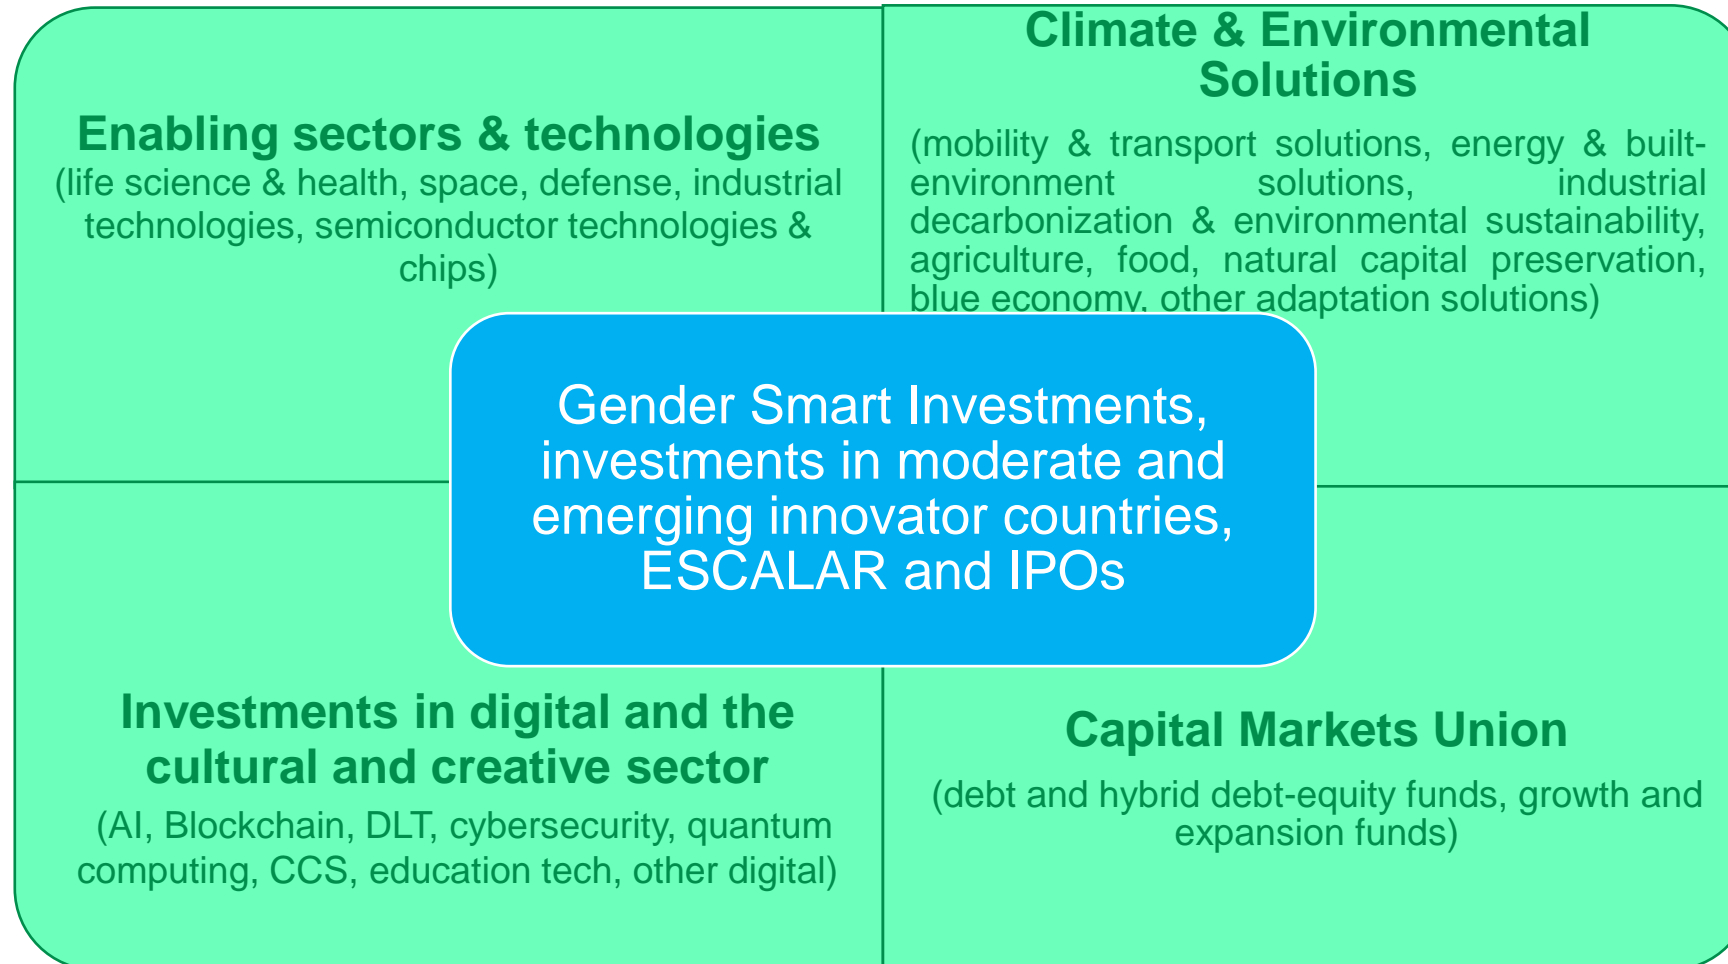 Enabling sectors & technologies
(life science & health, space, defense, industrial
technologies, semiconductor technologies &
chips)
Climate & Environmental
Solutions
(mobility & transport solutions, energy & built-
environment solutions, industrial
decarbonization & environmental sustainability,
agriculture, food, natural capital preservation,
blue economy, other adaptation solutions)
Gender Smart Investments,
investments in moderate and
emerging innovator countries,
ESCALAR and IPOs
Investments in digital and the
cultural and creative sector
(AI, Blockchain, DLT, cybersecurity, quantum
computing, CCS, education tech, other digital)
Capital Markets Union
(debt and hybrid debt-equity funds, growth and
expansion funds)